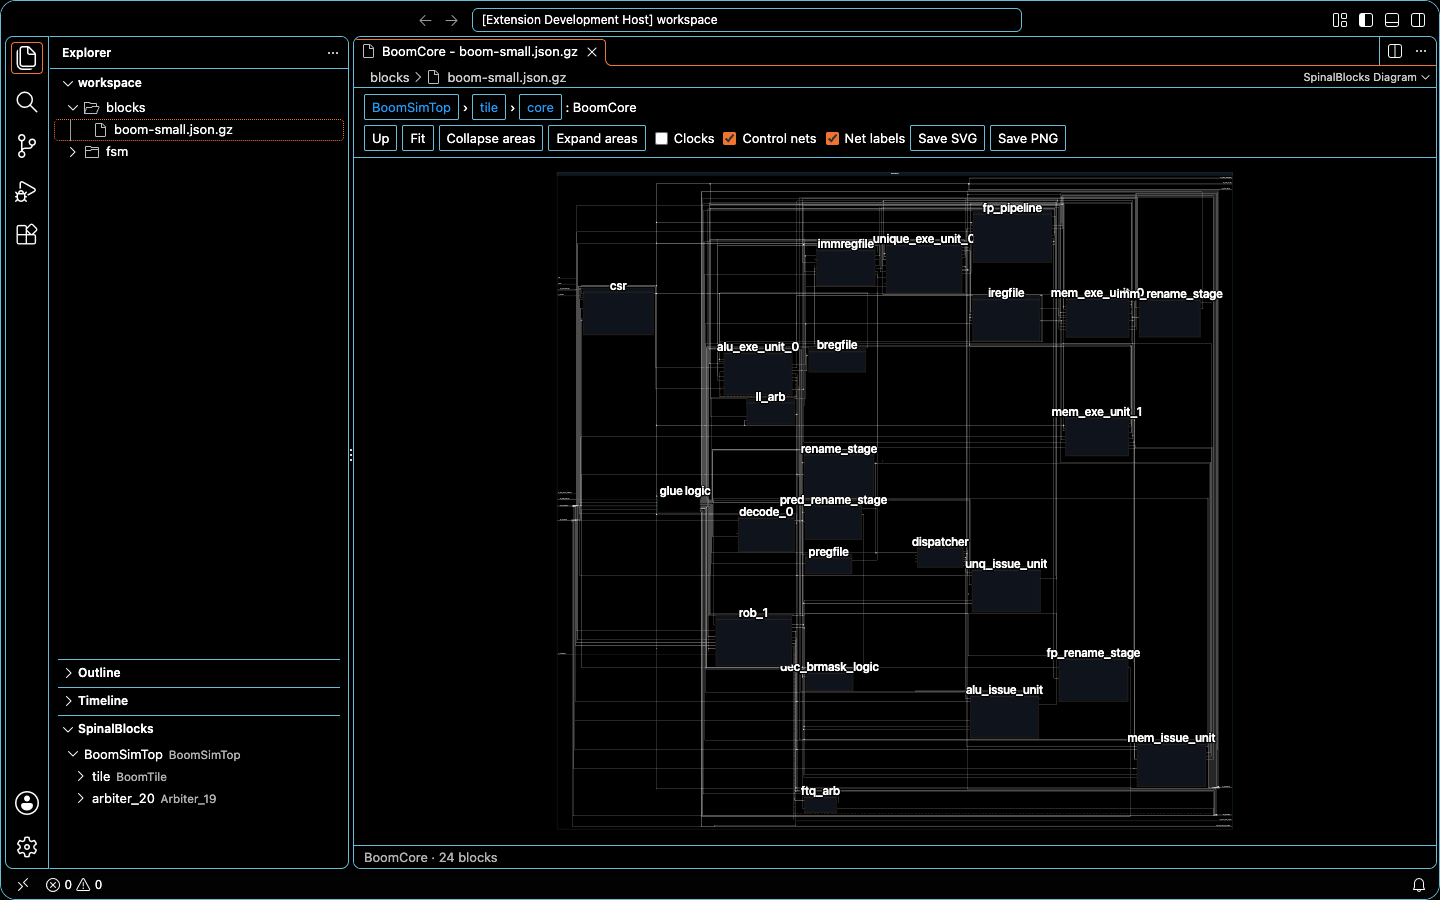 [Extension Development Host] workspace
Explorer
workspace
blocks
boom-small.json.gz
fsm
Outline
Timeline
SpinalBlocks
BoomSimTop BoomSimTop
tile BoomTile
arbiter_20 Arbiter_19
0 0
BoomCore - boom-small.json.gz
blocks boom-small.json.gz
SpinalBlocks Diagram
BoomSimTop › tile › core : BoomCore
Up Fit Collapse areas Expand areas Clocks Control nets Net labels Save SVG Save PNG
fp_pipeline
unique_exe_unit_0
immregfile
csr
iregfile
mem_exe_unit_0
imm_rename_stage
bregfile
alu_exe_unit_0
ll_arb
mem_exe_unit_1
rename_stage
glue logic
pred_rename_stage
decode_0
dispatcher
pregfile
unq_issue_unit
rob_1
fp_rename_stage
dec_brmask_logic
alu_issue_unit
mem_issue_unit
ftq_arb
BoomCore · 24 blocks